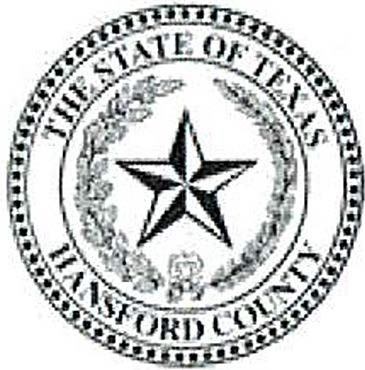 THE STATE OF TEXAS
HANSFORD COUNTY